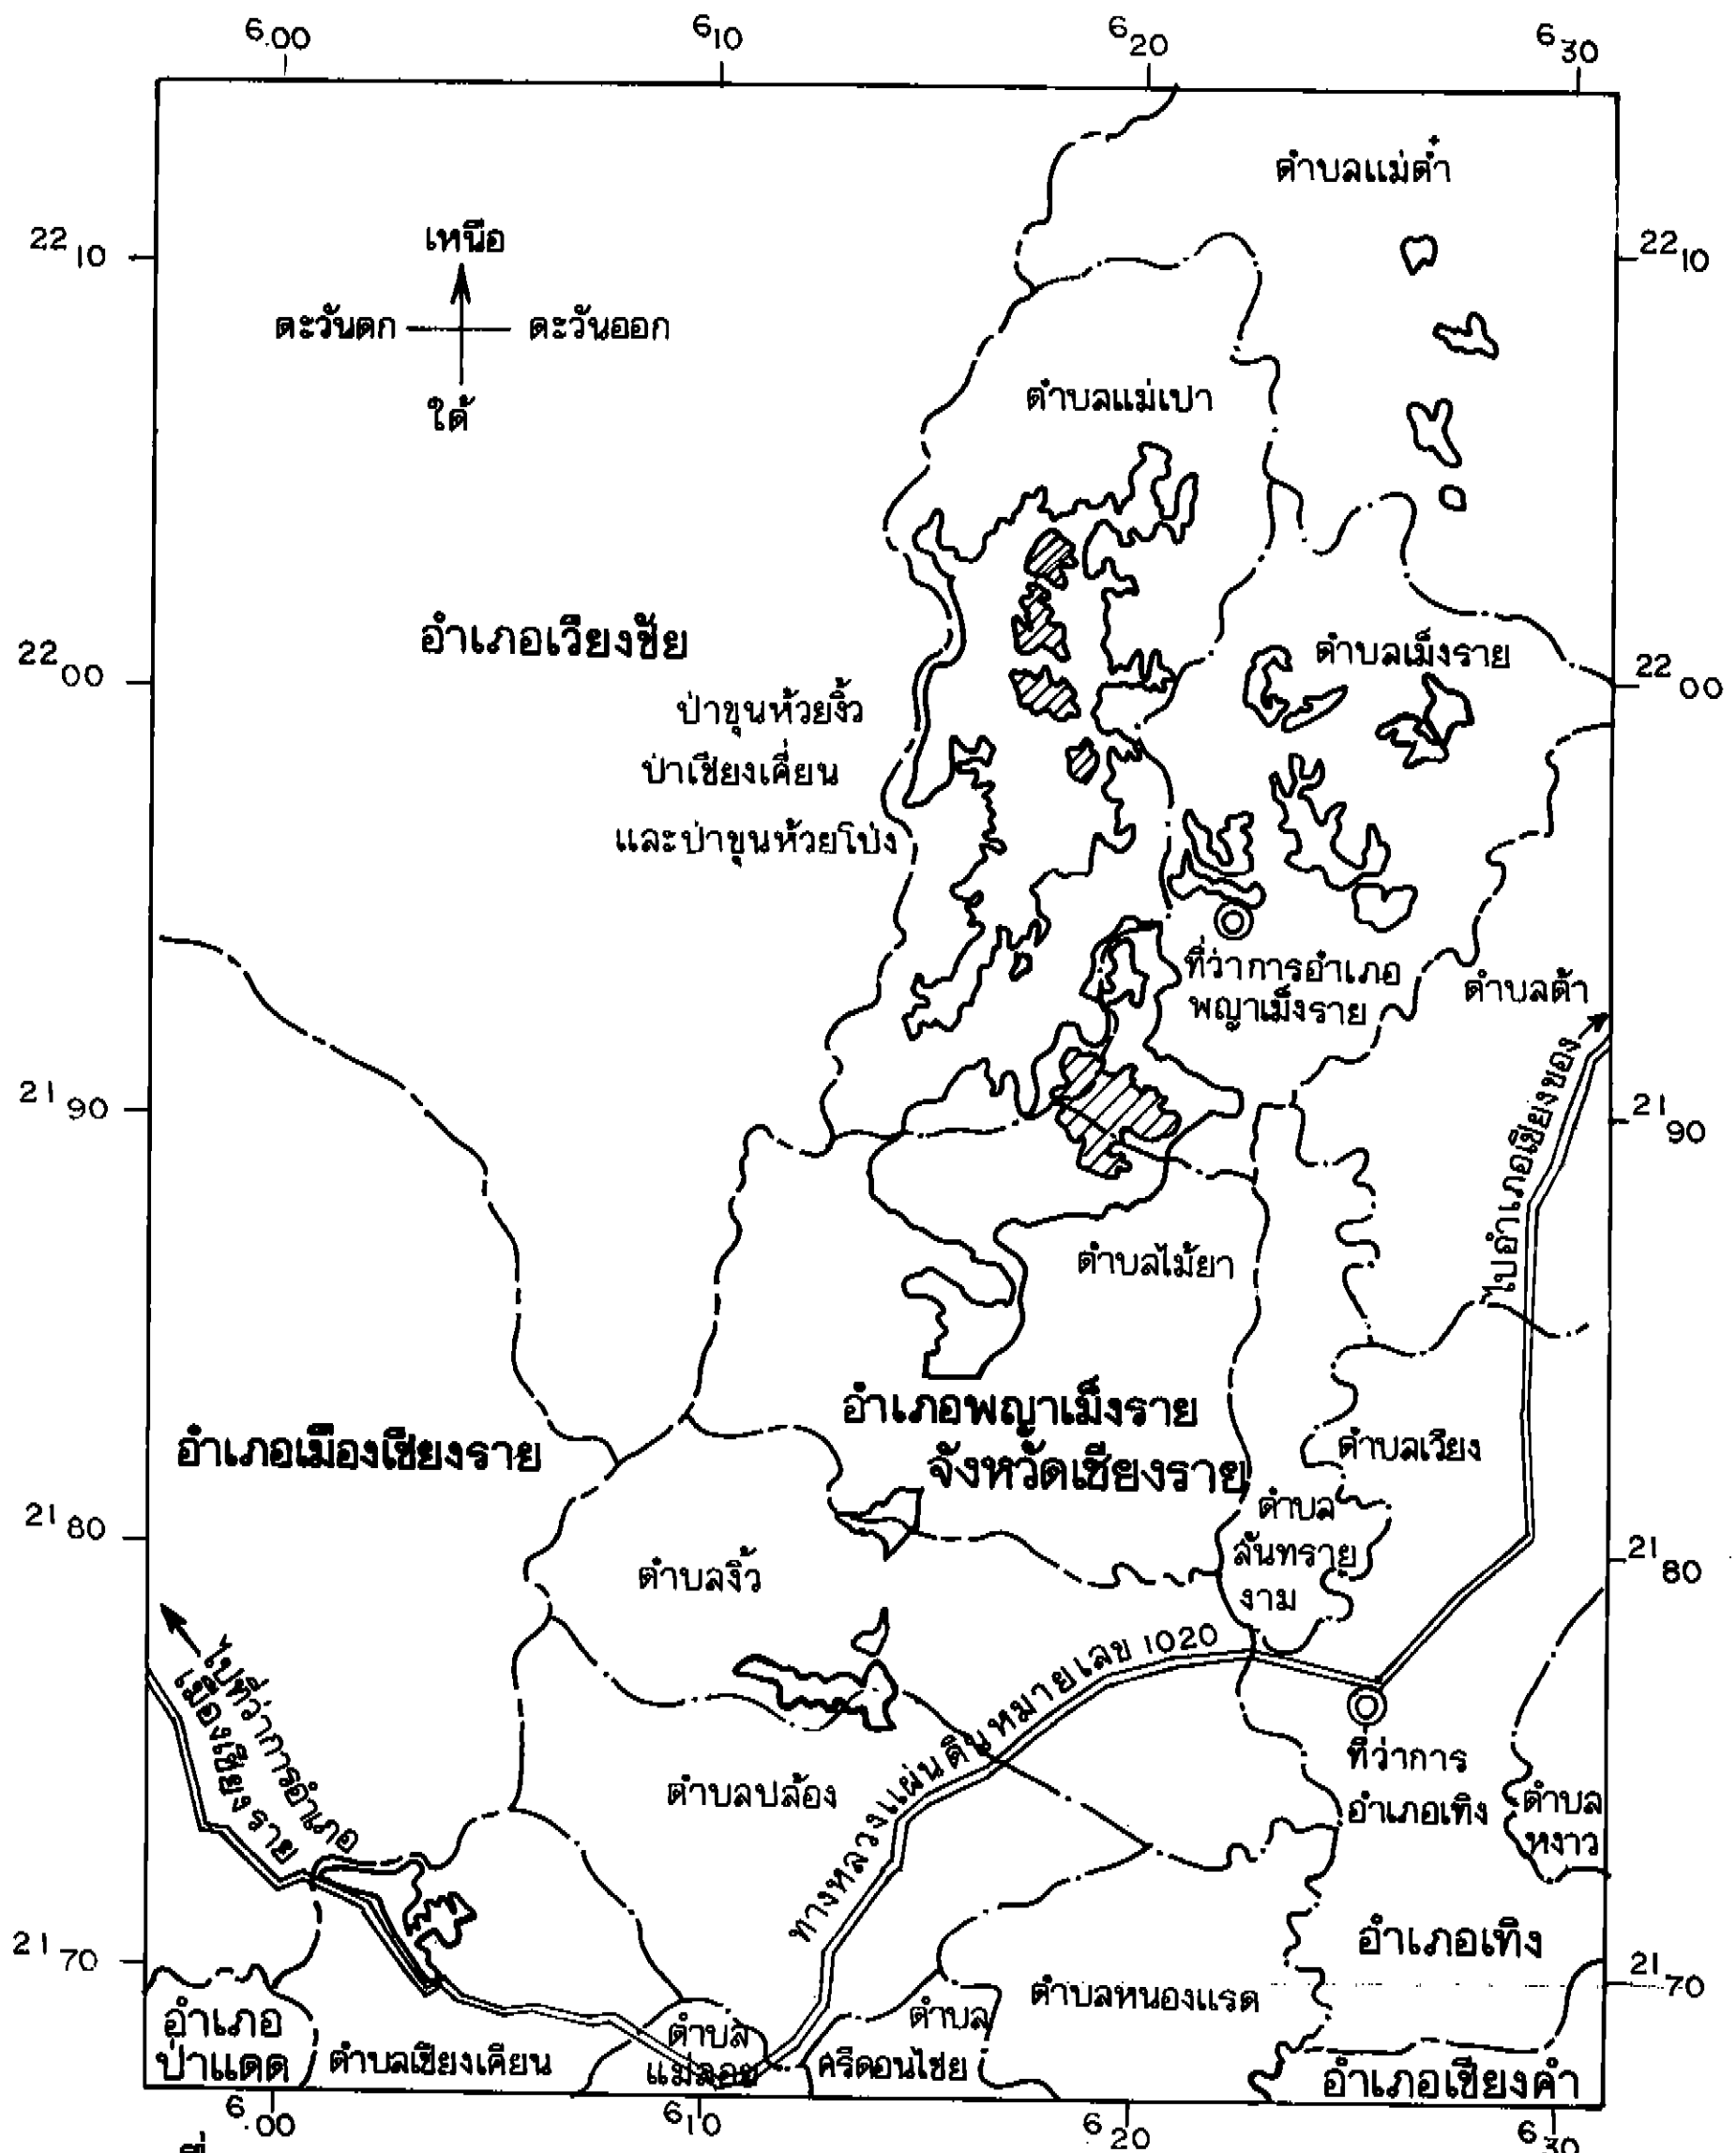 6 00
6 10
6 20
6 30
ตำบลแม่ต๋ำ
เหนือ
22 10
22 10
ตะวันตก
ตะวันออก
ใต้
ตำบลแม่เปา
อำเภอเวียงชัย
ตำบลเม็งราย
22 00
22 00
ป่าขุนห้วยงิ้ว
ป่าเชียงเคี่ยน
และป่าขุนห้วยโป่ง
ที่ว่าการอำเภอ
พญาเม็งราย
ตำบลต้า
ไปอำเภอเชียงของ
21 90
21 90
ตำบลไม้ยา
อำเภอพญาเม็งราย
จังหวัดเชียงราย
อำเภอเมืองเชียงราย
ตำบลเวียง
ตำบล
สันทราย
งาม
21 80
21 80
ตำบลงิ้ว
ทางหลวงแผ่นดินหมายเลข 1020
ไปที่ว่าการอำเภอ
เมืองเชียงราย
ที่ว่าการ
อำเภอเทิง
ตำบล
หงาว
ตำบลปล้อง
อำเภอเทิง
21 70
21 70
ตำบลหนองแรด
อำเภอ
ป่าแดด
ตำบลเชียงเคี่ยน
ตำบล
แม่ลอย
ตำบล
ศรีดอนไชย
อำเภอเชียงคำ
6 00
6 10
6 20
6 30